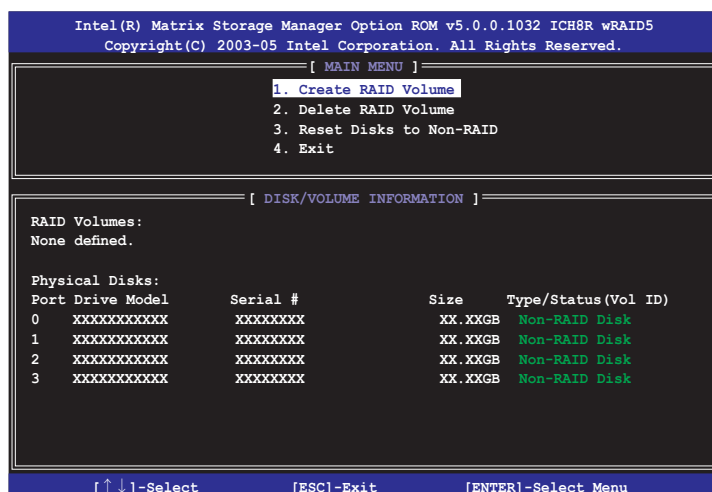 Intel(R) Matrix Storage Manager Option ROM v5.0.0.1032 ICH8R wRAID5
Copyright(C) 2003-05 Intel Corporation. All Rights Reserved.
[ MAIN MENU ]
1. Create RAID Volume
2. Delete RAID Volume
3. Reset Disks to Non-RAID
4. Exit
[ DISK/VOLUME INFORMATION ]
RAID Volumes:
None defined.
Physical Disks:
Port Drive Model Serial # Size Type/Status(Vol ID)
0 XXXXXXXXXXX XXXXXXXX XX.XXGB Non-RAID Disk
1 XXXXXXXXXXX XXXXXXXX XX.XXGB Non-RAID Disk
2 XXXXXXXXXXX XXXXXXXX XX.XXGB Non-RAID Disk
3 XXXXXXXXXXX XXXXXXXX XX.XXGB Non-RAID Disk
[↑↓]-Select [ESC]-Exit [ENTER]-Select Menu